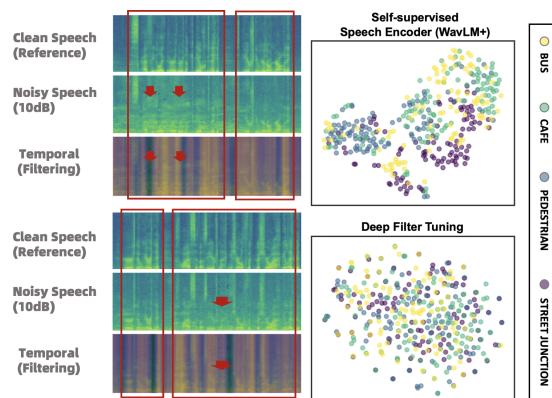 Clean Speech
(Reference)
Noisy Speech
(10dB)
Temporal
(Filtering)
Clean Speech
(Reference)
Noisy Speech
(10dB)
Temporal
(Filtering)
Self-supervised
Speech Encoder (WavLM+)
Deep Filter Tuning
BUS
CAFE
PEDESTRIAN
STREET JUNCTION